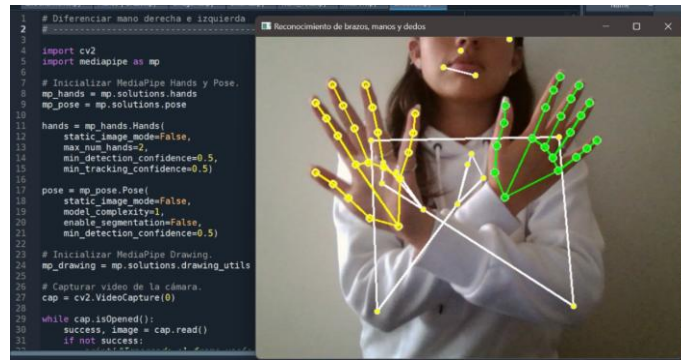 # Diferenciar mano derecha e izquierda
# ------------------------------------
import cv2
import mediapipe as mp
# Inicializar MediaPipe Hands y Pose.
mp_hands = mp.solutions.hands
mp_pose = mp.solutions.pose
hands = mp_hands.Hands(
static_image_mode=False,
max_num_hands=2,
min_detection_confidence=0.5,
min_tracking_confidence=0.5)
pose = mp_pose.Pose(
static_image_mode=False,
model_complexity=1,
enable_segmentation=False,
min_detection_confidence=0.5)
# Inicializar MediaPipe Drawing.
mp_drawing = mp.solutions.drawing_utils
# Capturar video de la cámara.
cap = cv2.VideoCapture(0)
while cap.isOpened():
success, image = cap.read()
if not success:
Reconocimiento de brazos, manos y dedos